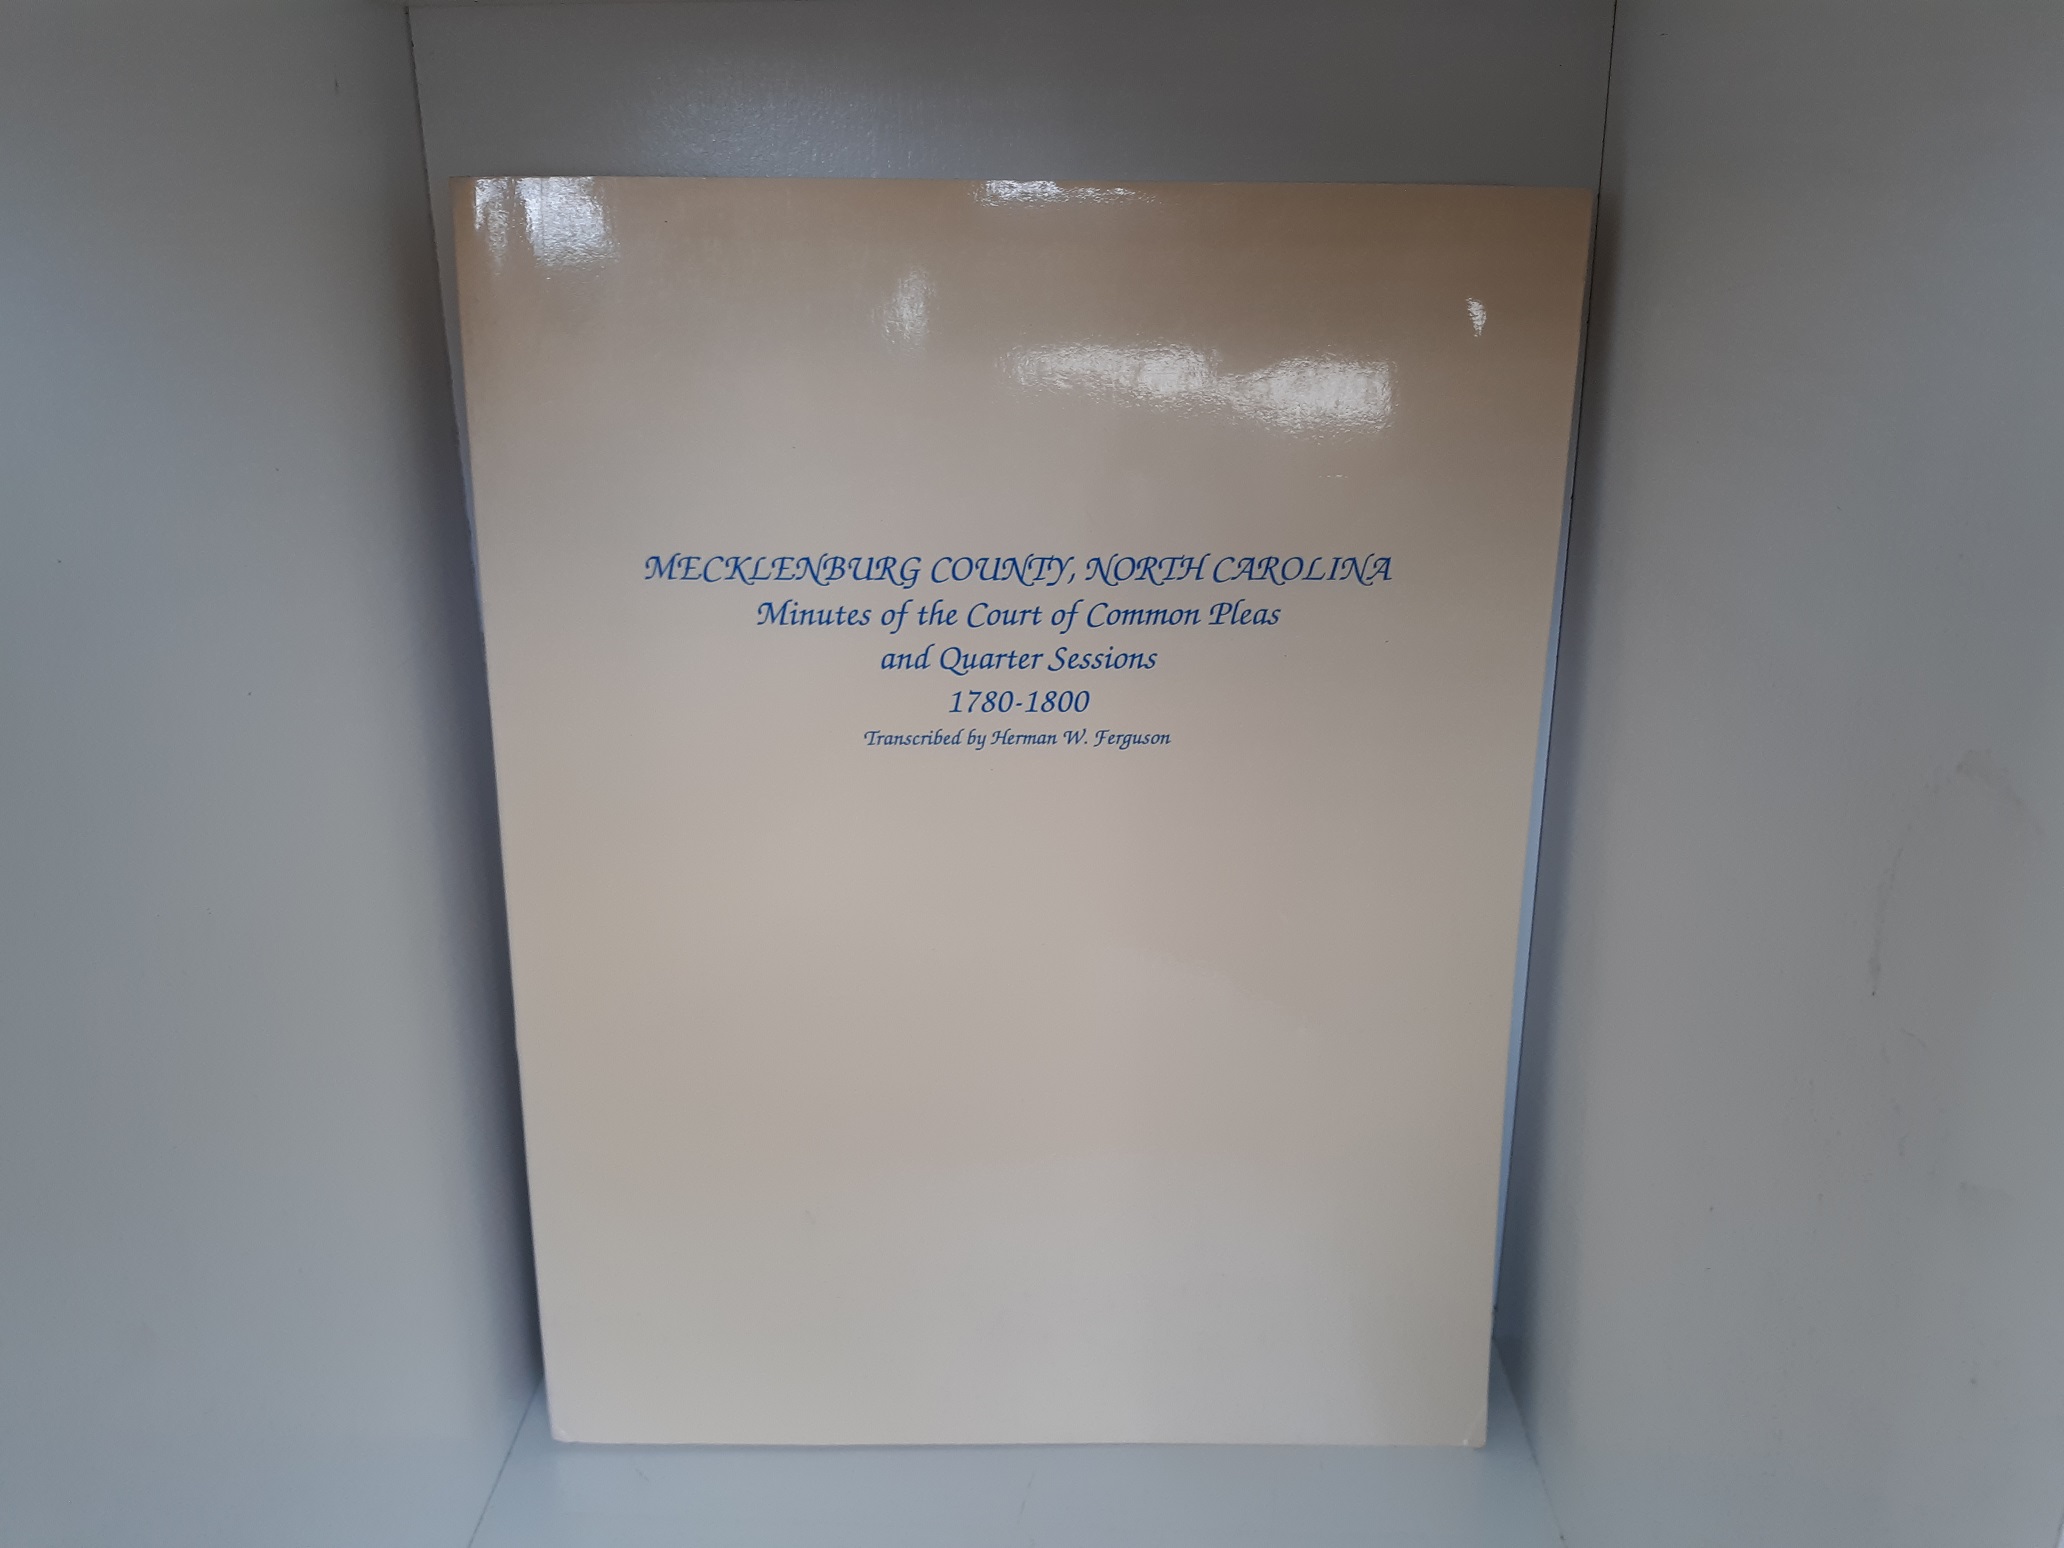 MECKLENBURG COUNTY, NORTH CAROLINA
Minutes of the Court of Common Pleas
and Quarter Sessions
1780-1800
Transcribed by Herman W. Ferguson